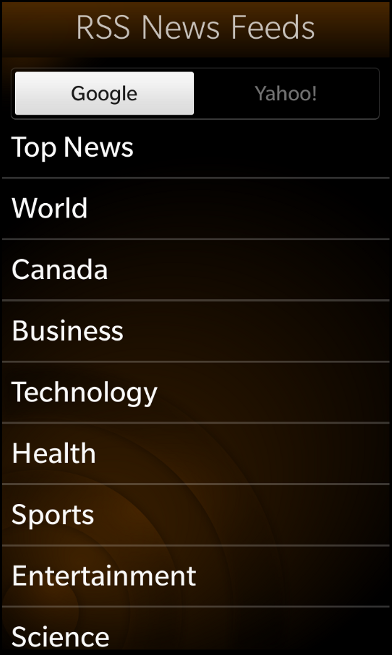 RSS News Feeds
Google
Yahoo!
Top News
World
Canada
Business
Technology
Health
Sports
Entertainment
Science